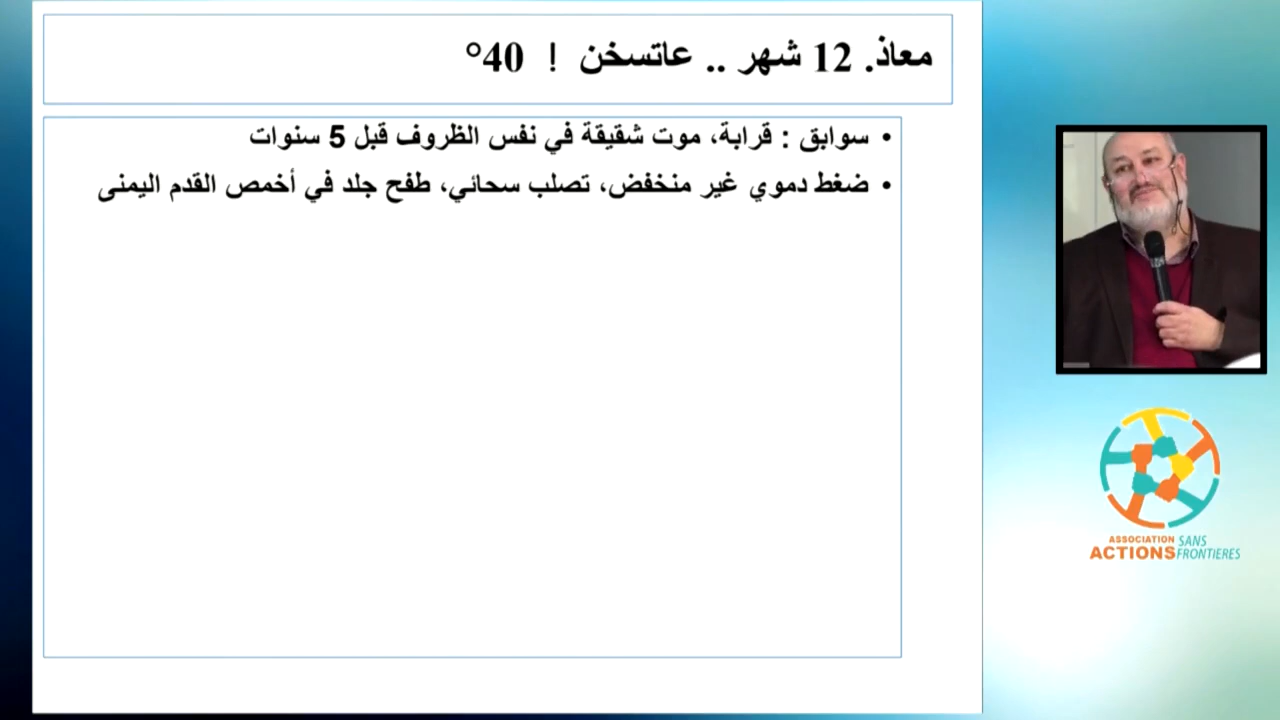 معاذ. 12 شهر .. عاتسخن ! 40°
• سوابق : قرابة، موت شقيقة في نفس الظروف قبل 5 سنوات
• ضغط دموي غير منخفض، تصلب سحائي، طفح جلد في أخمص القدم اليمنى
ASSOCIATION
ACTIONS SANS FRONTIERES